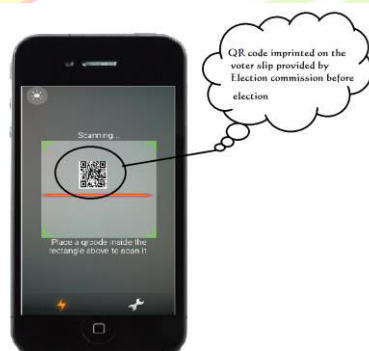 QR code imprinted on the
voter slip provided by
Election commission before
election
Scanning...
Place a qrcode inside the
rectangle above to scan it